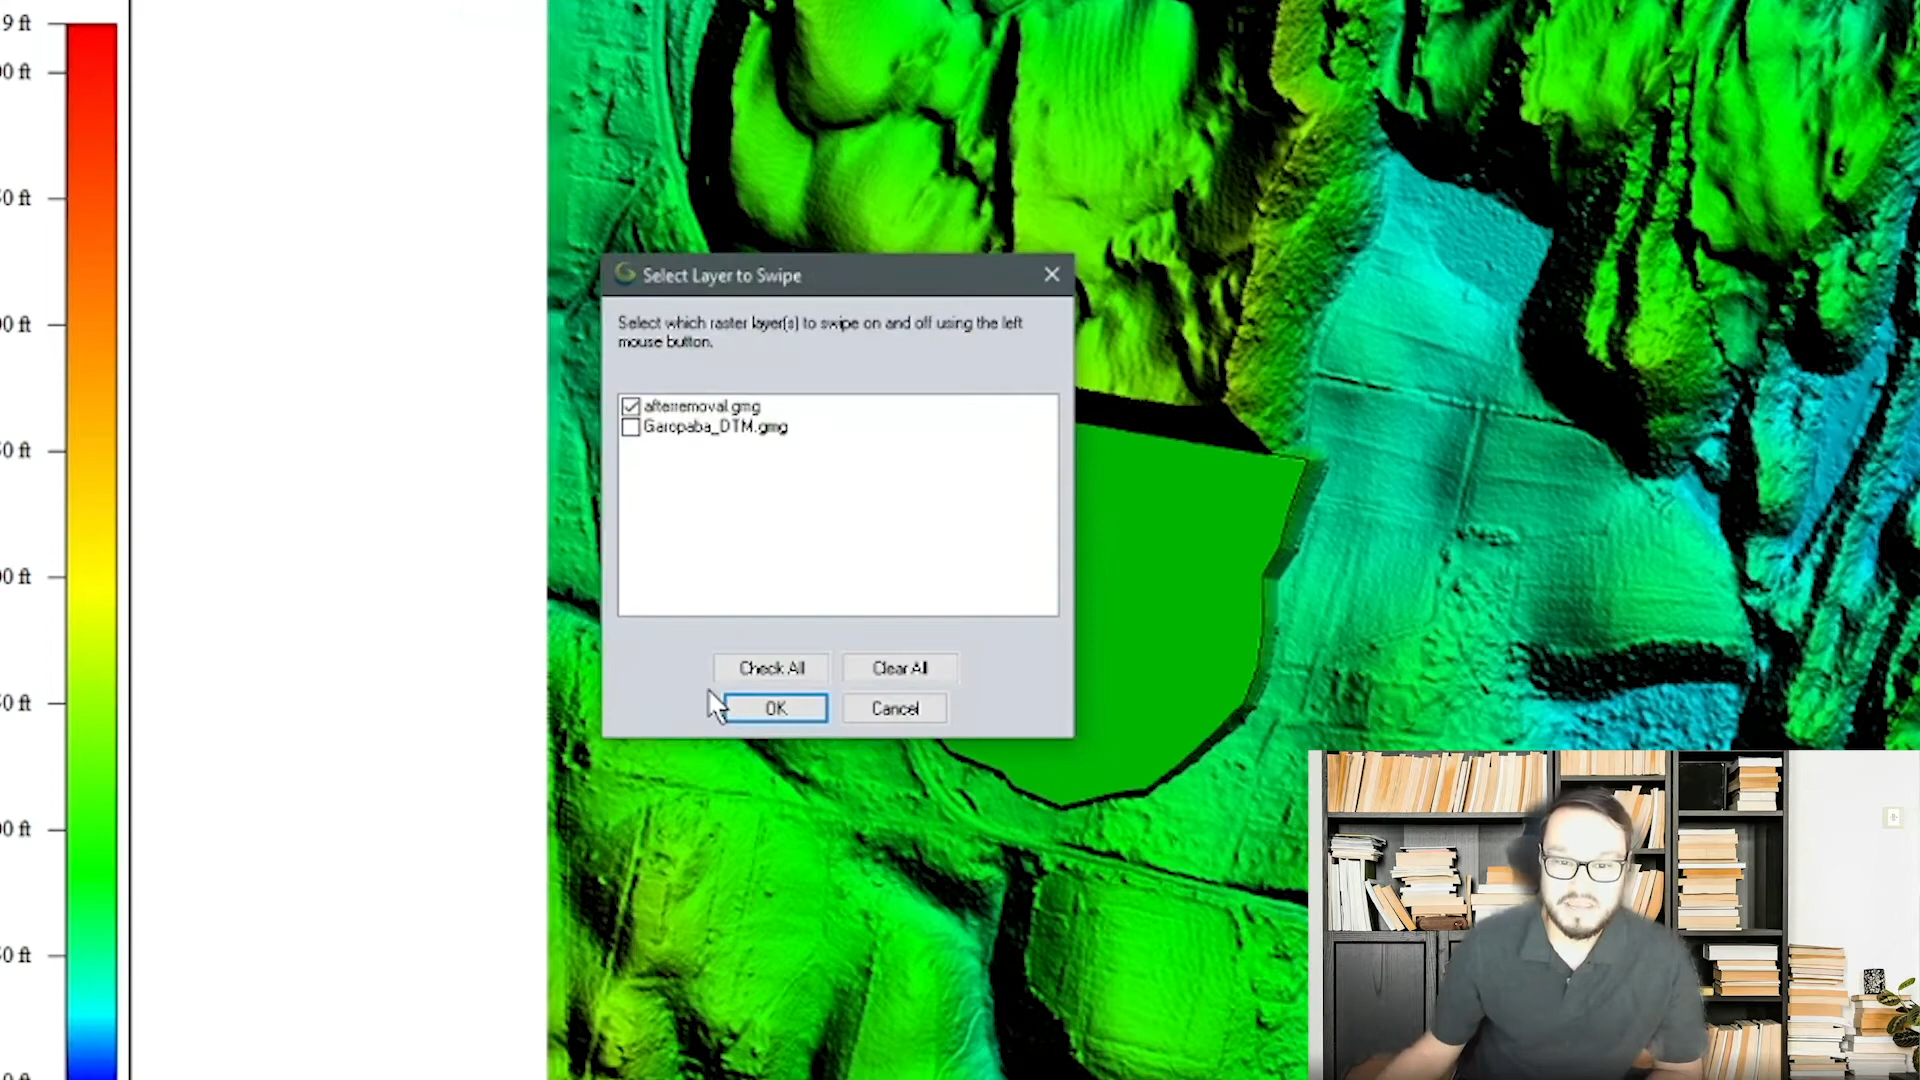 9 ft
0 ft
0 ft
0 ft
0 ft
0 ft
0 ft
0 ft
0 ft
0 ft
Select Layer to Swipe
Select which raster layer(s) to swipe on and off using the left
mouse button.
afterremoval.gmg
Garopaba_DTM.gmg
Check All
Clear All
OK
Cancel